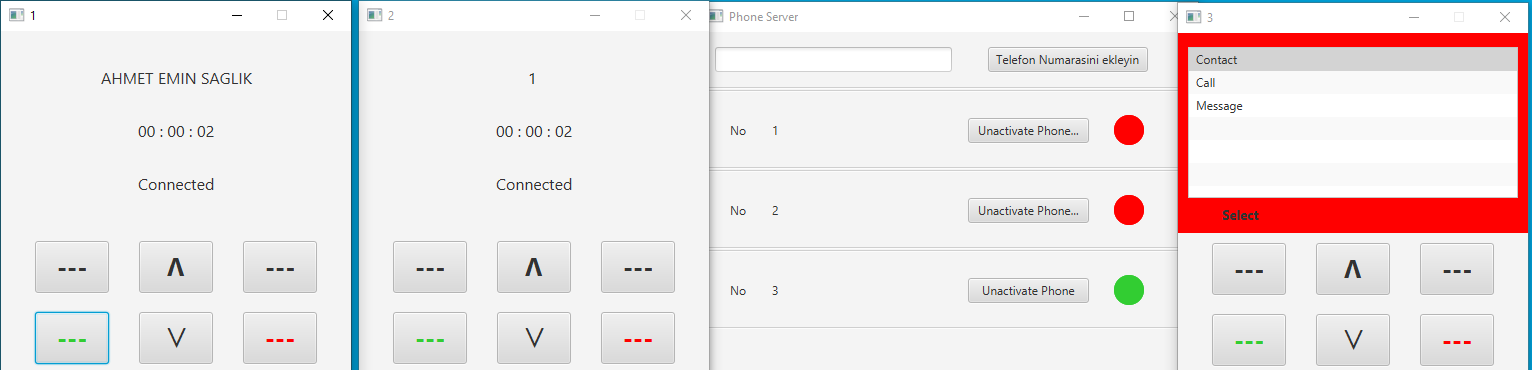 1
AHMET EMIN SAGLIK
00 : 00 : 02
Connected
--- Λ ---
--- V ---
2
1
00 : 00 : 02
Connected
--- Λ ---
--- V ---
Phone Server
Telefon Numarasini ekleyin
No 1 Unactivate Phone...
No 2 Unactivate Phone...
No 3 Unactivate Phone
3
Contact
Call
Message
Select
--- Λ ---
--- V ---